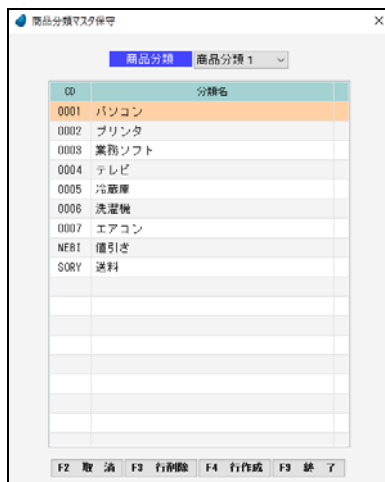 商品分類マスタ保守 ×
商品分類 商品分類1
CD 分類名
0001 パソコン
0002 プリンタ
0003 業務ソフト
0004 テレビ
0005 冷蔵庫
0006 洗濯機
0007 エアコン
NEBI 値引き
SORY 送料
F2 取 消 F3 行削除 F4 行作成 F9 終 了